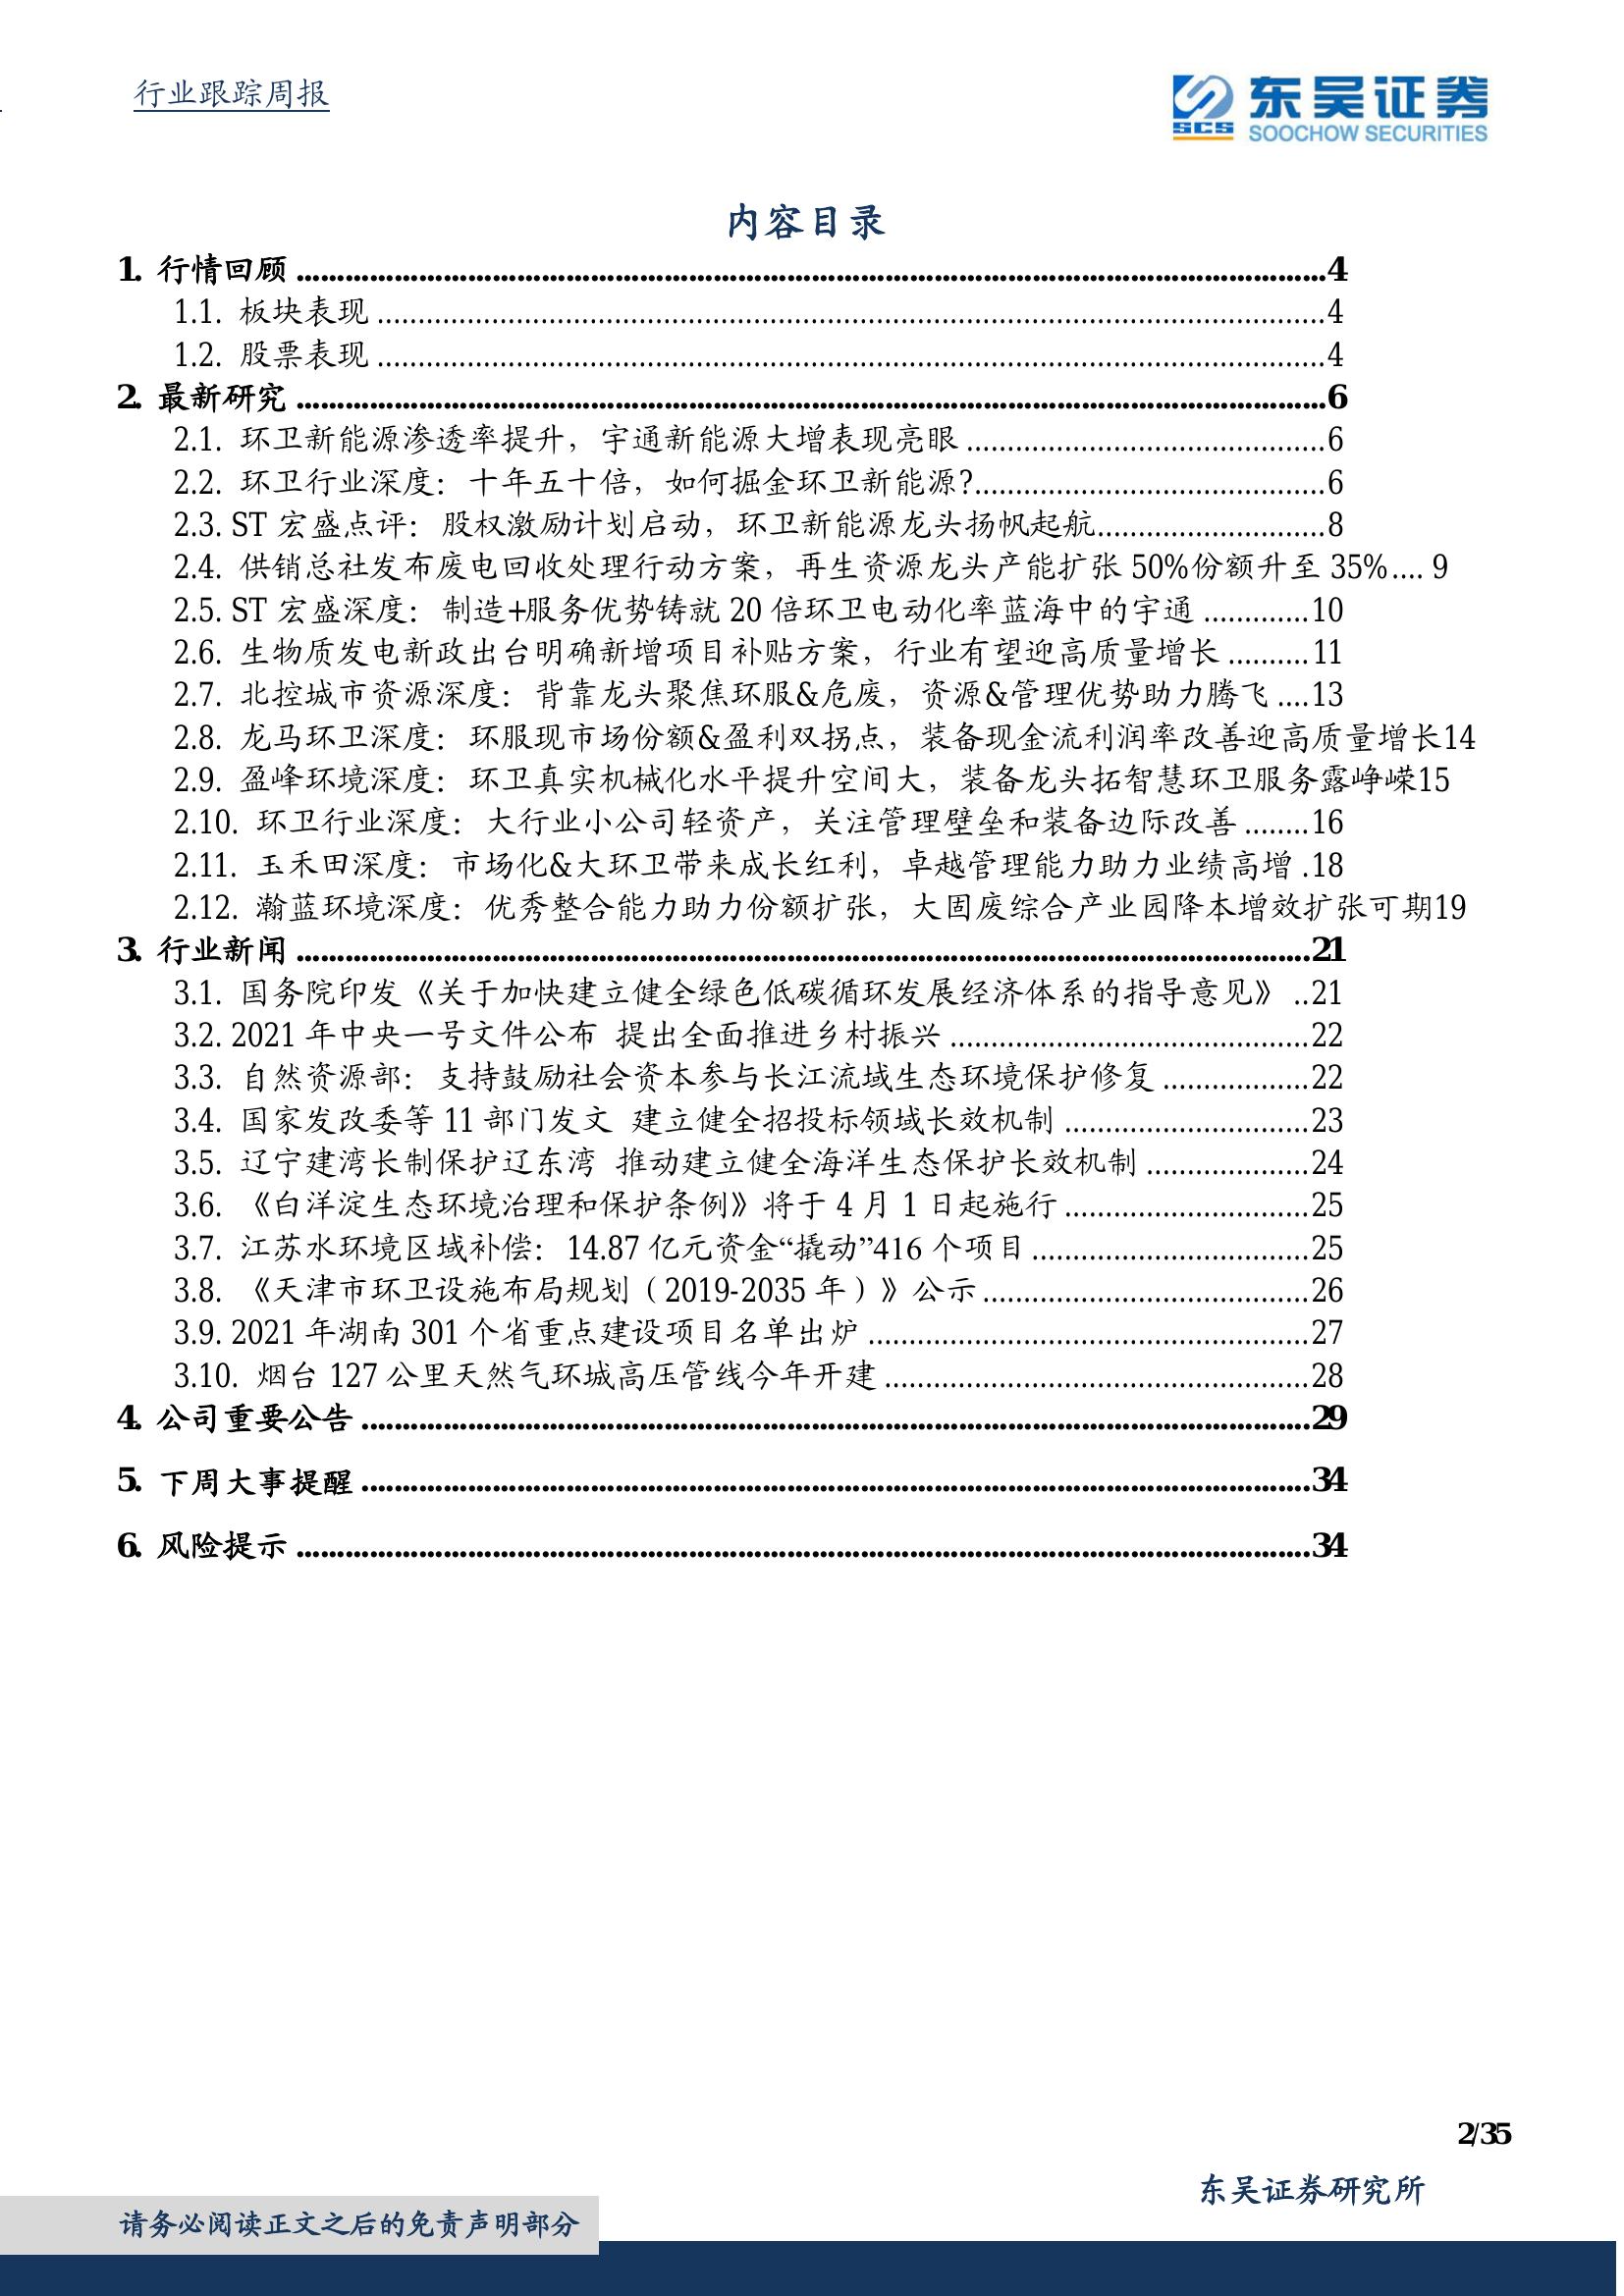 行业跟踪周报
东吴证券
SCS
SOOCHOW SECURITIES
内容目录
1. 行情回顾 ........................................ 4
1.1. 板块表现 ........................................ 4
1.2. 股票表现 ........................................ 4
2. 最新研究 ........................................ 6
2.1. 环卫新能源渗透率提升，宇通新能源大增表现亮眼 ........................................ 6
2.2. 环卫行业深度：十年五十倍，如何掘金环卫新能源? ........................................ 6
2.3. ST 宏盛点评：股权激励计划启动，环卫新能源龙头扬帆起航 ............................ 8
2.4. 供销总社发布废电回收处理行动方案，再生资源龙头产能扩张 50%份额升至 35%.... 9
2.5. ST 宏盛深度：制造+服务优势铸就 20 倍环卫电动化率蓝海中的宇通 ............. 10
2.6. 生物质发电新政出台明确新增项目补贴方案，行业有望迎高质量增长 .......... 11
2.7. 北控城市资源深度：背靠龙头聚焦环服&危废，资源&管理优势助力腾飞 .... 13
2.8. 龙马环卫深度：环服现市场份额&盈利双拐点，装备现金流利润率改善迎高质量增长14
2.9. 盈峰环境深度：环卫真实机械化水平提升空间大，装备龙头拓智慧环卫服务露峥嵘15
2.10. 环卫行业深度：大行业小公司轻资产，关注管理壁垒和装备边际改善 ........ 16
2.11. 玉禾田深度：市场化&大环卫带来成长红利，卓越管理能力助力业绩高增 . 18
2.12. 瀚蓝环境深度：优秀整合能力助力份额扩张，大固废综合产业园降本增效扩张可期19
3. 行业新闻 ........................................ 21
3.1. 国务院印发《关于加快建立健全绿色低碳循环发展经济体系的指导意见》 .. 21
3.2. 2021 年中央一号文件公布 提出全面推进乡村振兴 ........................................ 22
3.3. 自然资源部：支持鼓励社会资本参与长江流域生态环境保护修复 .................. 22
3.4. 国家发改委等 11 部门发文 建立健全招投标领域长效机制 .............................. 23
3.5. 辽宁建湾长制保护辽东湾 推动建立健全海洋生态保护长效机制 .................... 24
3.6. 《白洋淀生态环境治理和保护条例》将于 4 月 1 日起施行 .............................. 25
3.7. 江苏水环境区域补偿：14.87 亿元资金“撬动”416 个项目 .................................. 25
3.8. 《天津市环卫设施布局规划（2019-2035 年）》公示 ........................................ 26
3.9. 2021 年湖南 301 个省重点建设项目名单出炉 ........................................ 27
3.10. 烟台 127 公里天然气环城高压管线今年开建 ........................................ 28
4. 公司重要公告 ........................................ 29
5. 下周大事提醒 ........................................ 34
6. 风险提示 ........................................ 34
2/35
东吴证券研究所
请务必阅读正文之后的免责声明部分